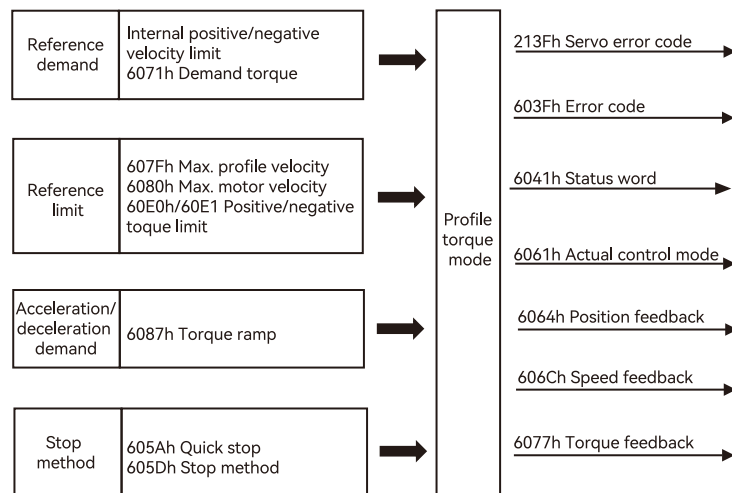 Reference
demand
Internal positive/negative
velocity limit
6071h Demand torque
Reference
limit
607Fh Max. profile velocity
6080h Max. motor velocity
60E0h/60E1 Positive/negative
toque limit
Acceleration/
deceleration
demand
6087h Torque ramp
Stop
method
605Ah Quick stop
605Dh Stop method
Profile
torque
mode
213Fh Servo error code
603Fh Error code
6041h Status word
6061h Actual control mode
6064h Position feedback
606Ch Speed feedback
6077h Torque feedback